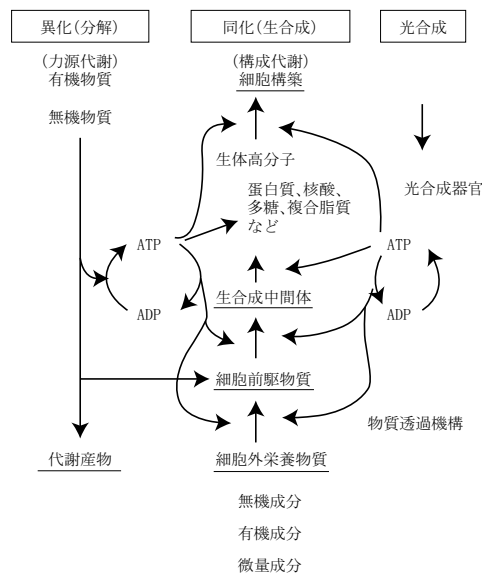 異化(分解)
同化(生合成)
光合成
(力源代謝)
有機物質
無機物質
(構成代謝)
細胞構築
生体高分子
蛋白質、核酸、
多糖、複合脂質
など
光合成器官
ATP
ATP
生合成中間体
ADP
ADP
細胞前駆物質
物質透過機構
代謝産物
細胞外栄養物質
無機成分
有機成分
微量成分